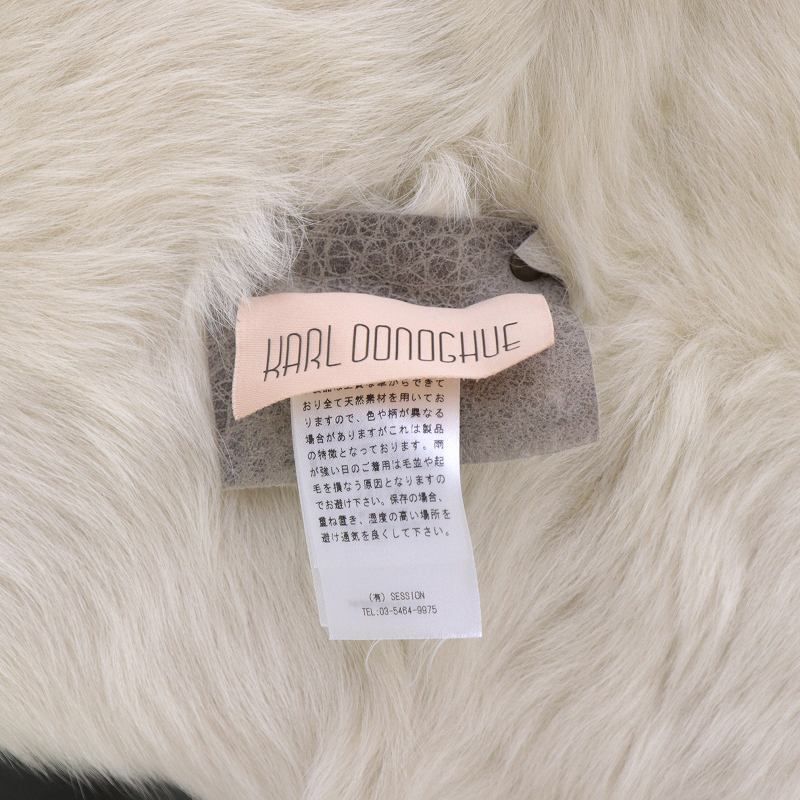 KARL DONOGHUE
おり全て天然素材を用いてお
りますので、色や柄が異なる
場合がありますがこれは製品
の特徴となっております。雨
が強い日のご着用は毛並や起
毛を損なう原因となりますの
でお避け下さい。保存の場合、
重ね置き、湿度の高い場所を
避け通気を良くして下さい。
(有) SESSION
TEL:03-5464-9975